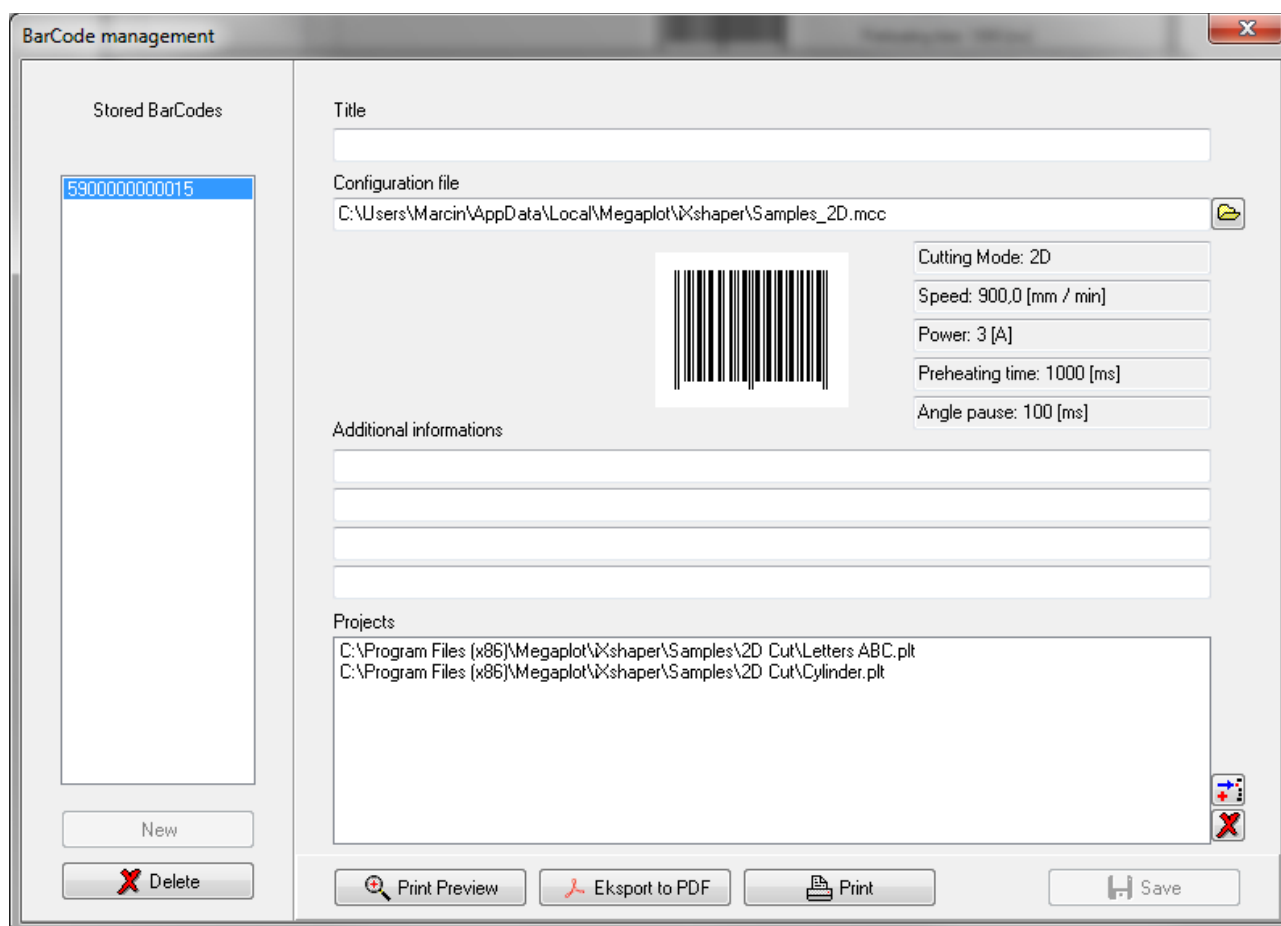 BarCode management
Stored BarCodes
5900000000015
New
Delete
Title
Configuration file
C:\Users\Marcin\AppData\Local\Megaplot\iXshaper\Samples_2D.mcc
Cutting Mode: 2D
Speed: 900,0 [mm / min]
Power: 3 [A]
Preheating time: 1000 [ms]
Angle pause: 100 [ms]
Additional informations
Projects
C:\Program Files (x86)\Megaplot\iXshaper\Samples\2D Cut\Letters ABC.plt
C:\Program Files (x86)\Megaplot\iXshaper\Samples\2D Cut\Cylinder.plt
Print Preview
Eksport to PDF
Print
Save